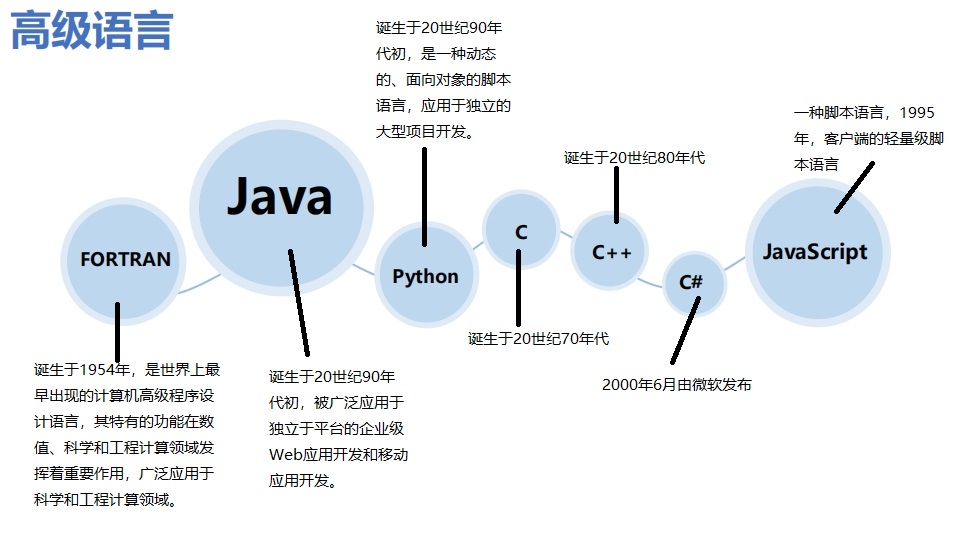 高级语言
诞生于20世纪90年
代初，是一种动态
的、面向对象的脚本
语言，应用于独立的
大型项目开发。
一种脚本语言，1995
年，客户端的轻量级脚
本语言
诞生于20世纪80年代
FORTRAN
Java
Python
C
C++
C#
JavaScript
诞生于1954年，是世界上最
早出现的计算机高级程序设
计语言，其特有的功能在数
值、科学和工程计算领域发
挥着重要作用，广泛应用于
科学和工程计算领域。
诞生于20世纪90年
代初，被广泛应用于
独立于平台的企业级
Web应用开发和移动
应用开发。
诞生于20世纪70年代
2000年6月由微软发布